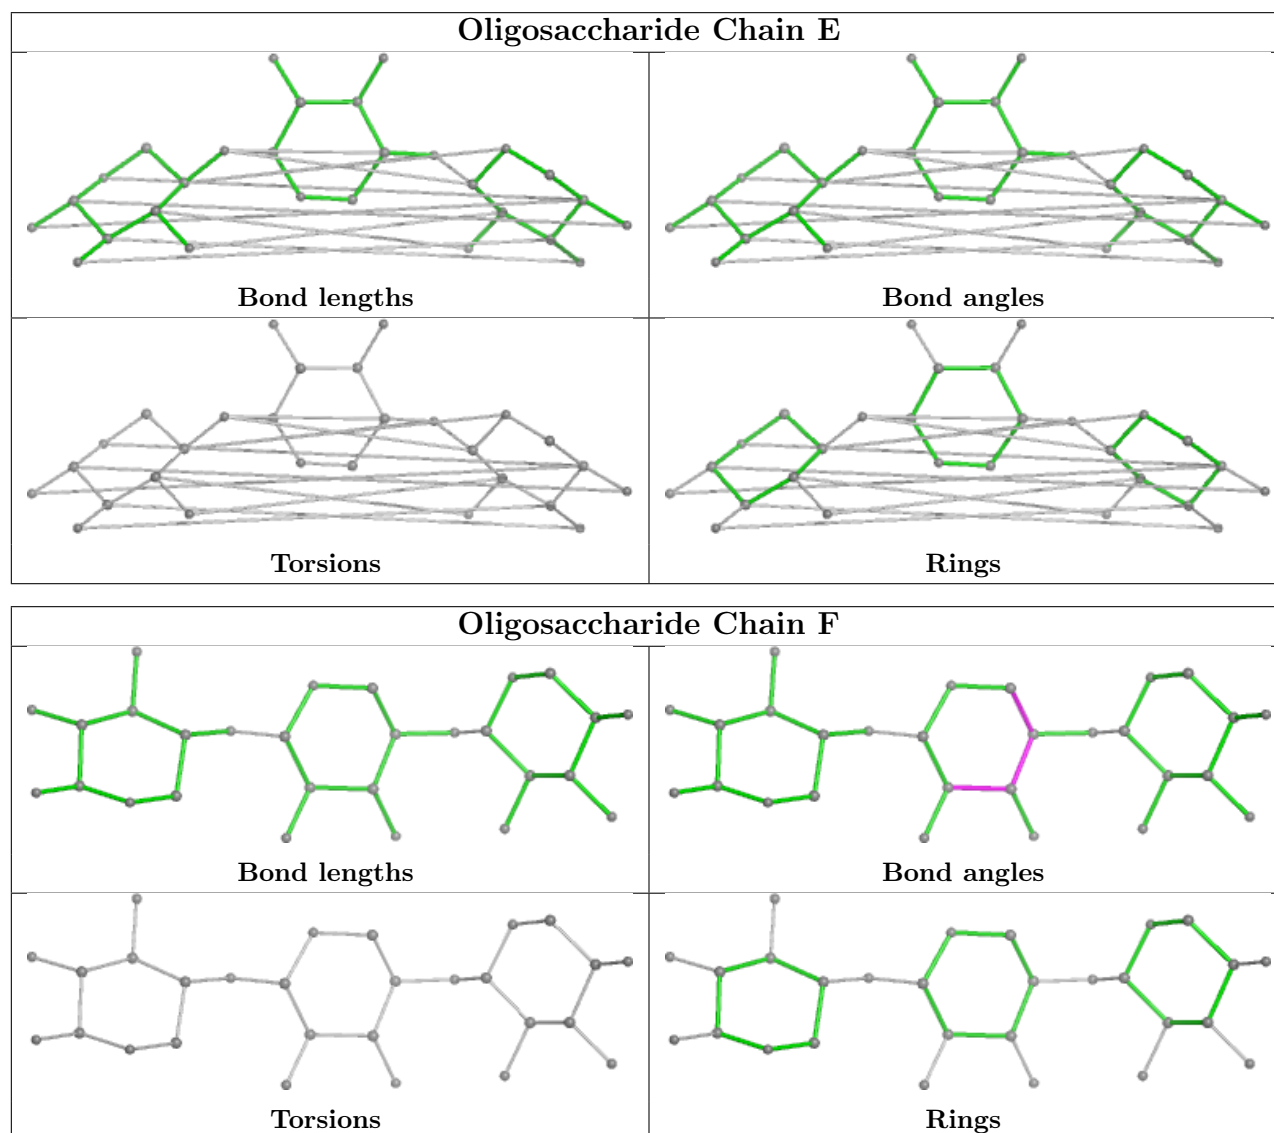 Oligosaccharide Chain E
Bond lengths
Bond angles
Torsions
Rings
Oligosaccharide Chain F
Bond lengths
Bond angles
Torsions
Rings